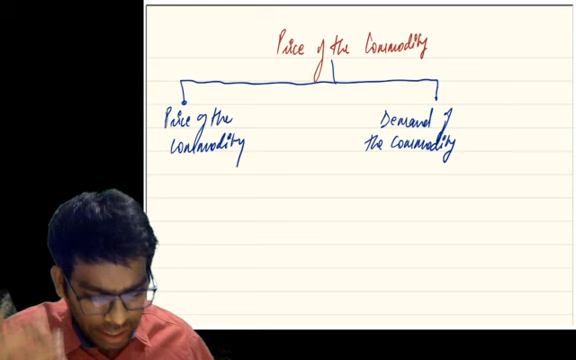 Price of the Commodity
Price of the
Commodity
Demand of
the Commodity